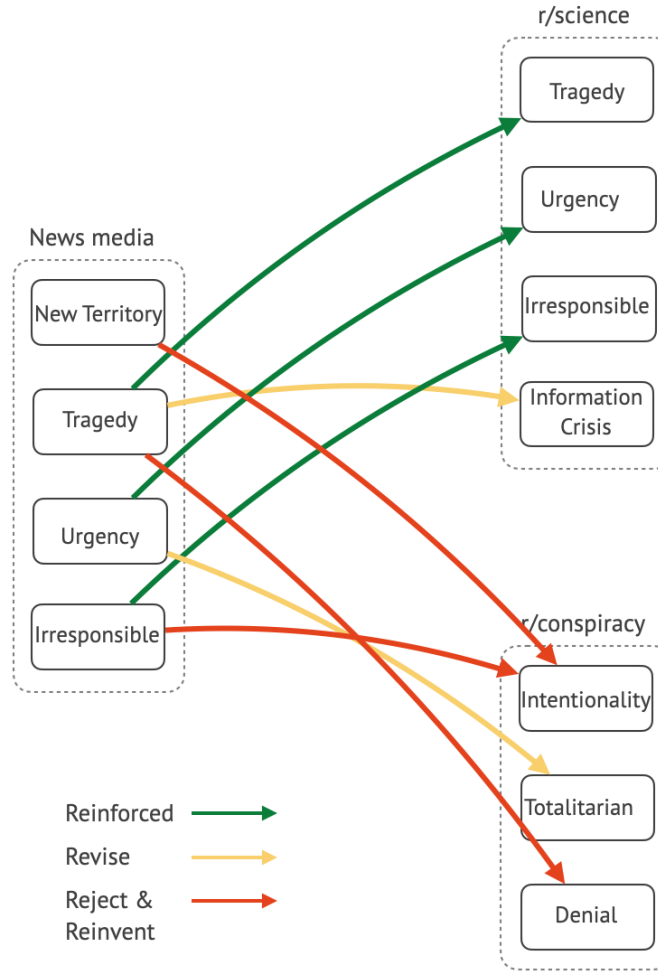 r/science
Tragedy
Urgency
Irresponsible
Information
Crisis
News media
New Territory
Tragedy
Urgency
Irresponsible
r/conspiracy
Intentionality
Totalitarian
Denial
Reinforced
Revise
Reject &
Reinvent